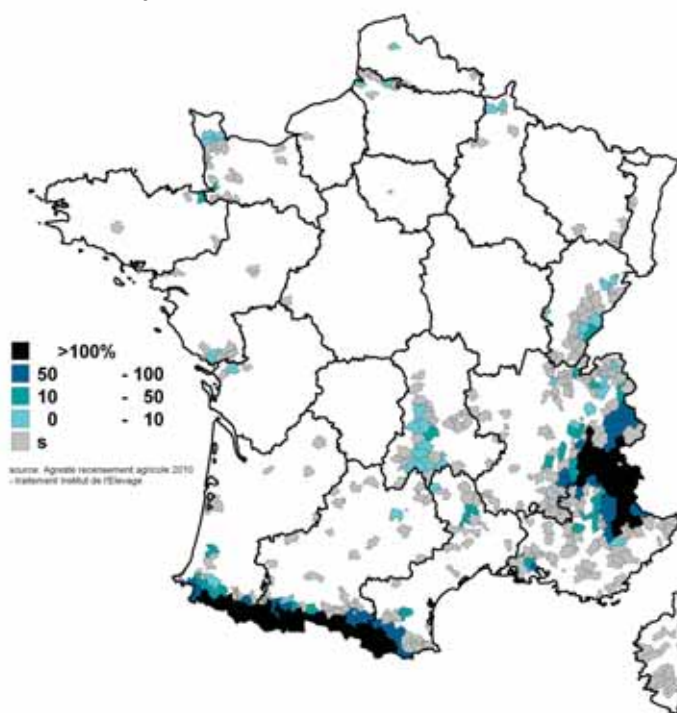 >100%
50 - 100
10 - 50
0 - 10
s
source: Agreste recensement agricole 2010
- traitement Institut de l'Elevage